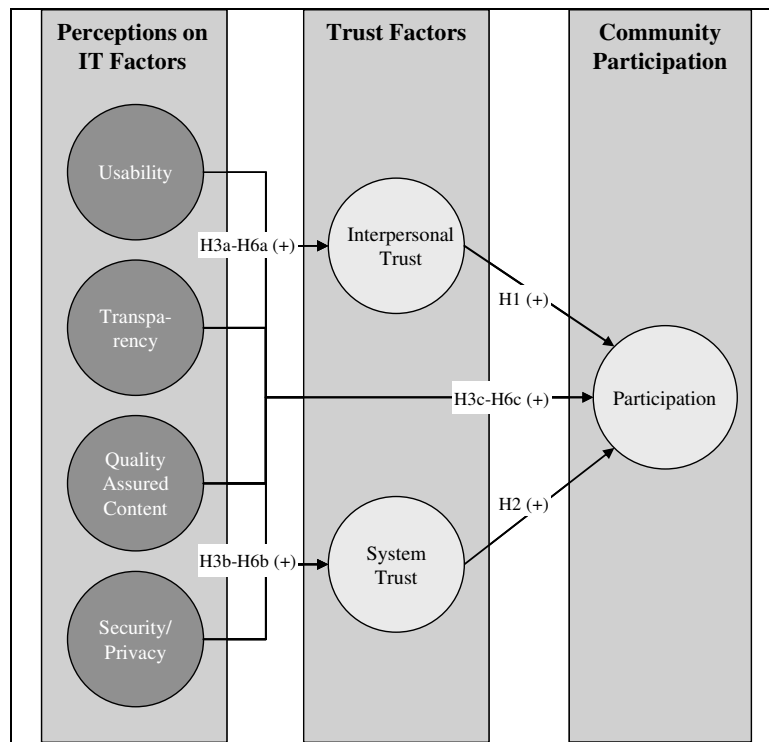 Perceptions on
IT Factors
Trust Factors
Community
Participation
Usability
H3a-H6a (+)
Interpersonal
Trust
H1 (+)
Transpa-
rency
H3c-H6c (+)
Participation
Quality
Assured
Content
H2 (+)
H3b-H6b (+)
System
Trust
Security/
Privacy